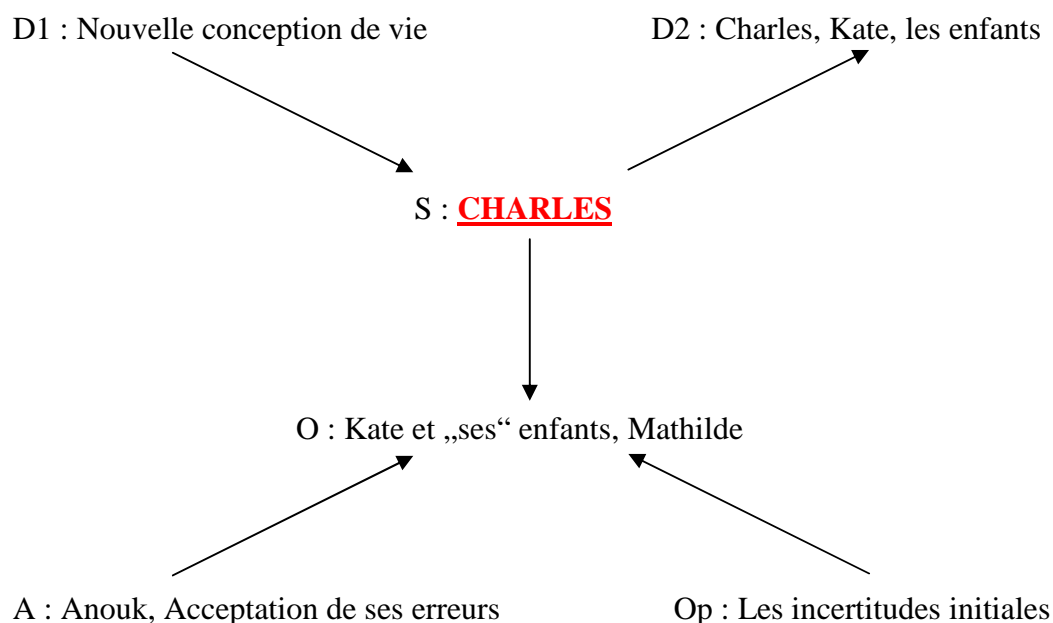 D1 : Nouvelle conception de vie
D2 : Charles, Kate, les enfants
S : CHARLES
O : Kate et „ses“ enfants, Mathilde
A : Anouk, Acceptation de ses erreurs
Op : Les incertitudes initiales